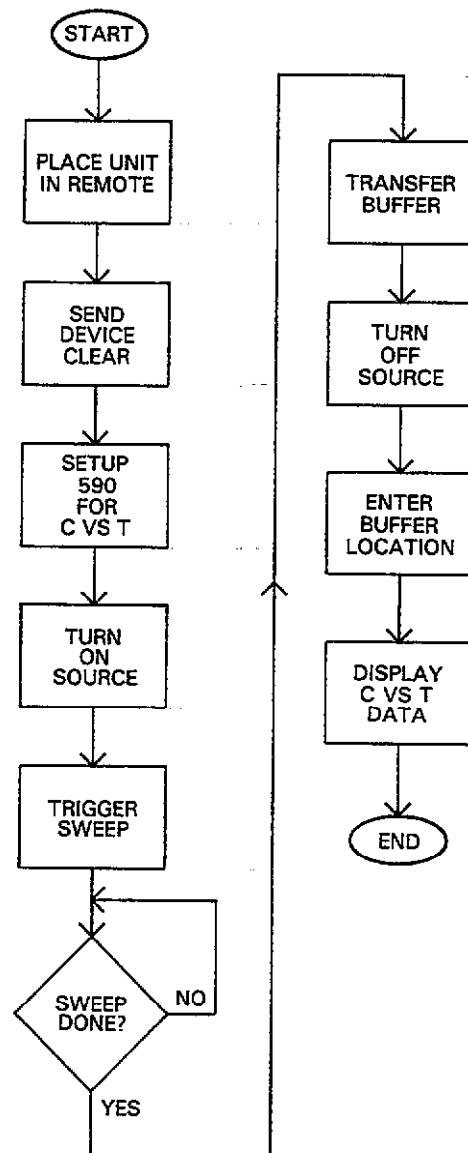 START
PLACE UNIT
IN REMOTE
SEND
DEVICE
CLEAR
SETUP
590
FOR
C VS T
TURN
ON
SOURCE
TRIGGER
SWEEP
SWEEP
DONE?
NO
YES
TRANSFER
BUFFER
TURN
OFF
SOURCE
ENTER
BUFFER
LOCATION
DISPLAY
C VS T
DATA
END